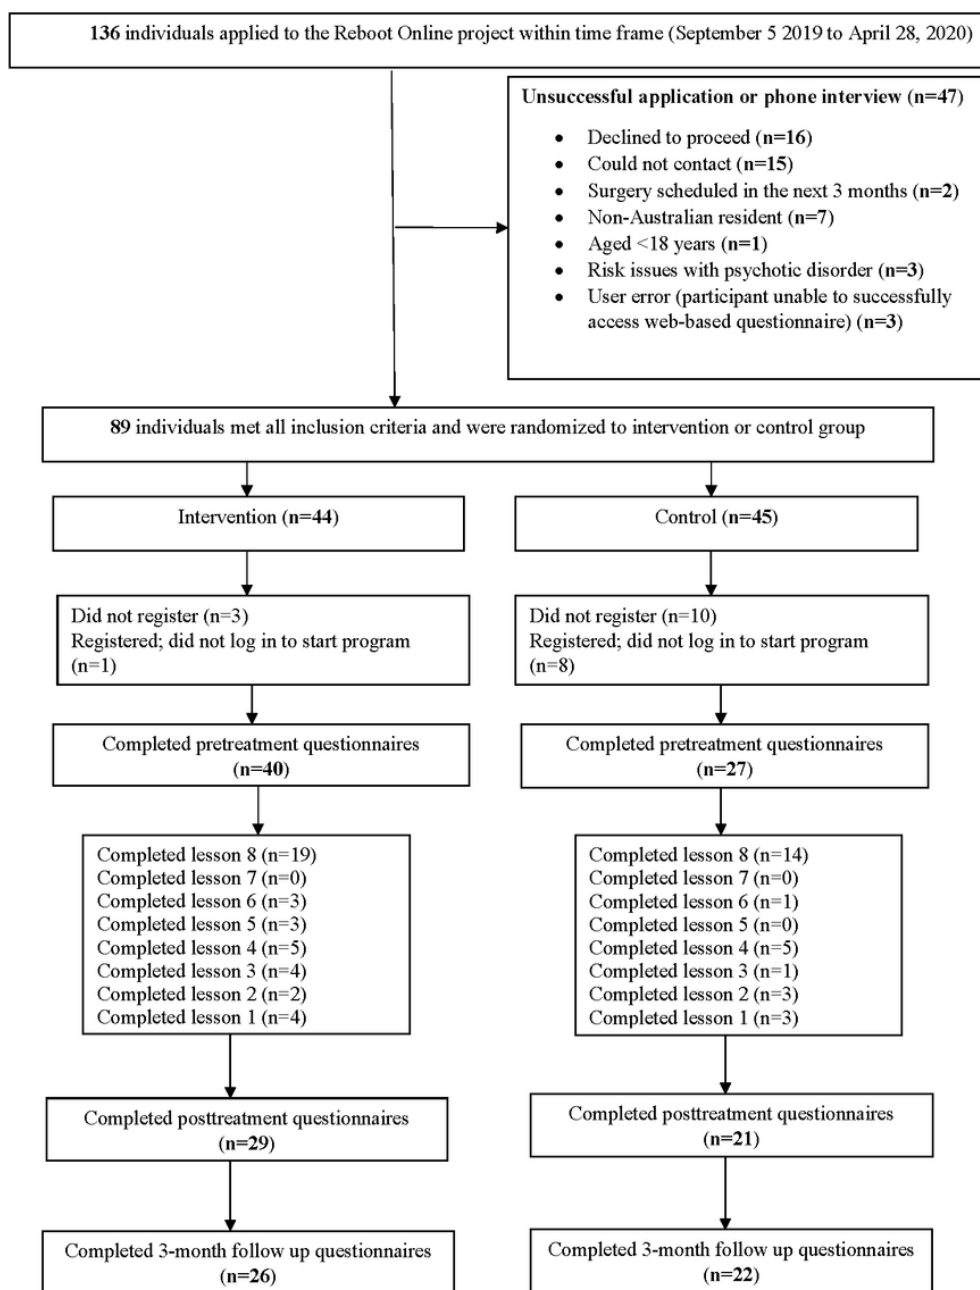 136 individuals applied to the Reboot Online project within time frame (September 5 2019 to April 28, 2020)
Unsuccessful application or phone interview (n=47)
• Declined to proceed (n=16)
• Could not contact (n=15)
• Surgery scheduled in the next 3 months (n=2)
• Non-Australian resident (n=7)
• Aged <18 years (n=1)
• Risk issues with psychotic disorder (n=3)
• User error (participant unable to successfully
access web-based questionnaire) (n=3)
89 individuals met all inclusion criteria and were randomized to intervention or control group
Intervention (n=44)
Control (n=45)
Did not register (n=3)
Registered; did not log in to start program
(n=1)
Did not register (n=10)
Registered; did not log in to start program
(n=8)
Completed pretreatment questionnaires
(n=40)
Completed pretreatment questionnaires
(n=27)
Completed lesson 8 (n=19)
Completed lesson 7 (n=0)
Completed lesson 6 (n=3)
Completed lesson 5 (n=3)
Completed lesson 4 (n=5)
Completed lesson 3 (n=4)
Completed lesson 2 (n=2)
Completed lesson 1 (n=4)
Completed lesson 8 (n=14)
Completed lesson 7 (n=0)
Completed lesson 6 (n=1)
Completed lesson 5 (n=0)
Completed lesson 4 (n=5)
Completed lesson 3 (n=1)
Completed lesson 2 (n=3)
Completed lesson 1 (n=3)
Completed posttreatment questionnaires
(n=29)
Completed posttreatment questionnaires
(n=21)
Completed 3-month follow up questionnaires
(n=26)
Completed 3-month follow up questionnaires
(n=22)